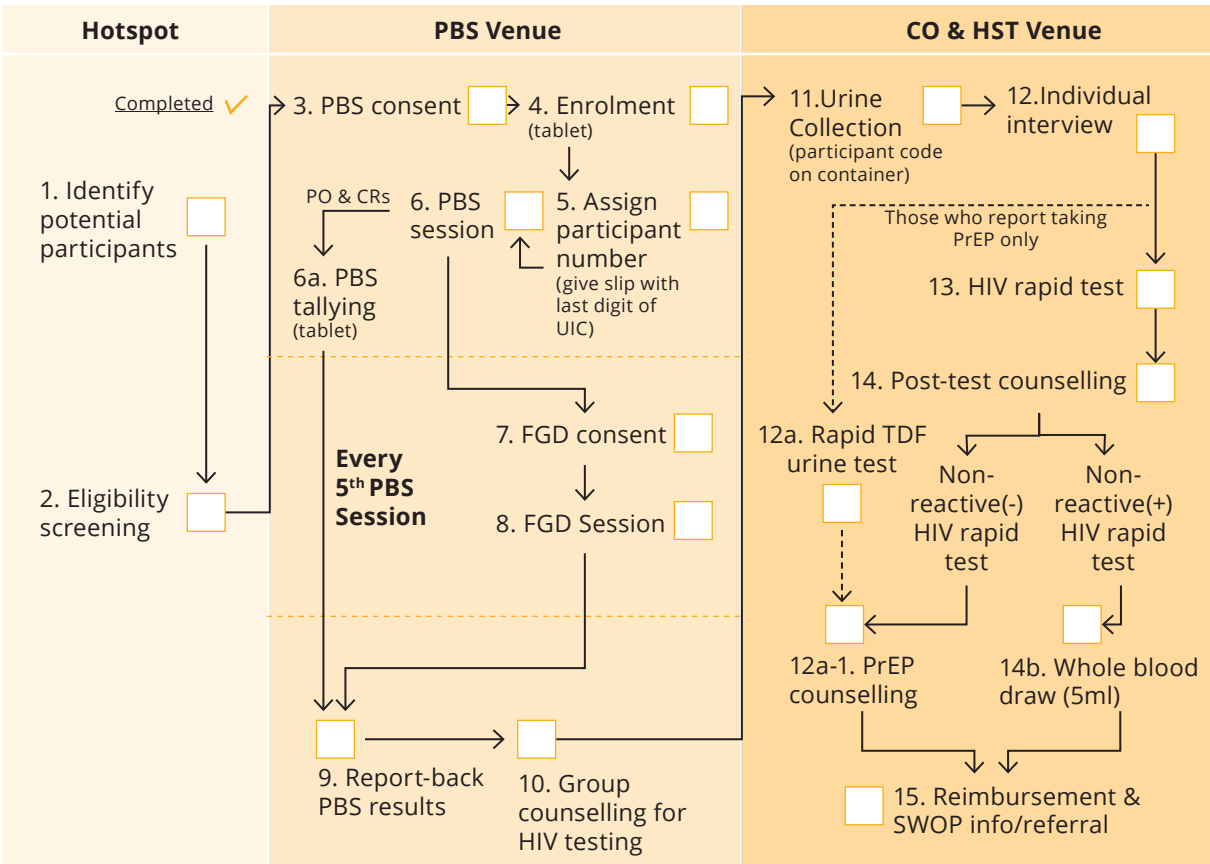 Hotspot
PBS Venue
CO & HST Venue
Completed
1. Identify
potential
participants
2. Eligibility
screening
3. PBS consent
4. Enrolment
(tablet)
5. Assign
participant
number
(give slip with
last digit of
UIC)
6. PBS
session
PO & CRs
6a. PBS
tallying
(tablet)
Every
5th PBS
Session
7. FGD consent
8. FGD Session
9. Report-back
PBS results
10. Group
counselling for
HIV testing
11.Urine
Collection
(participant code
on container)
12.Individual
interview
Those who report taking
PrEP only
13. HIV rapid test
14. Post-test counselling
12a. Rapid TDF
urine test
Non-
reactive(-)
HIV rapid
test
Non-
reactive(+)
HIV rapid
test
12a-1. PrEP
counselling
14b. Whole blood
draw (5ml)
15. Reimbursement &
SWOP info/referral